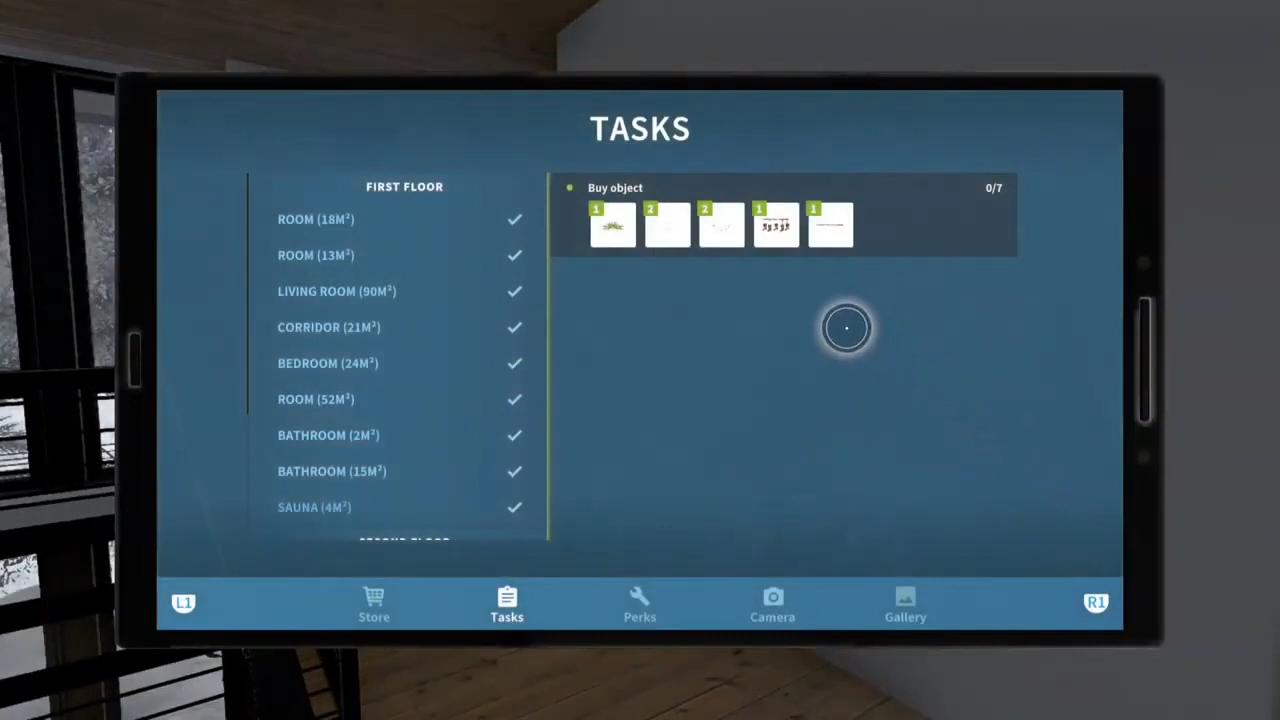 TASKS
FIRST FLOOR
ROOM (18M²)
ROOM (13M²)
LIVING ROOM (90M²)
CORRIDOR (21M²)
BEDROOM (24M²)
ROOM (52M²)
BATHROOM (2M²)
BATHROOM (15M²)
SAUNA (4M²)
SECOND FLOOR
Buy object 0/7
1 2 2 1 1
L1 Store Tasks Perks Camera Gallery R1